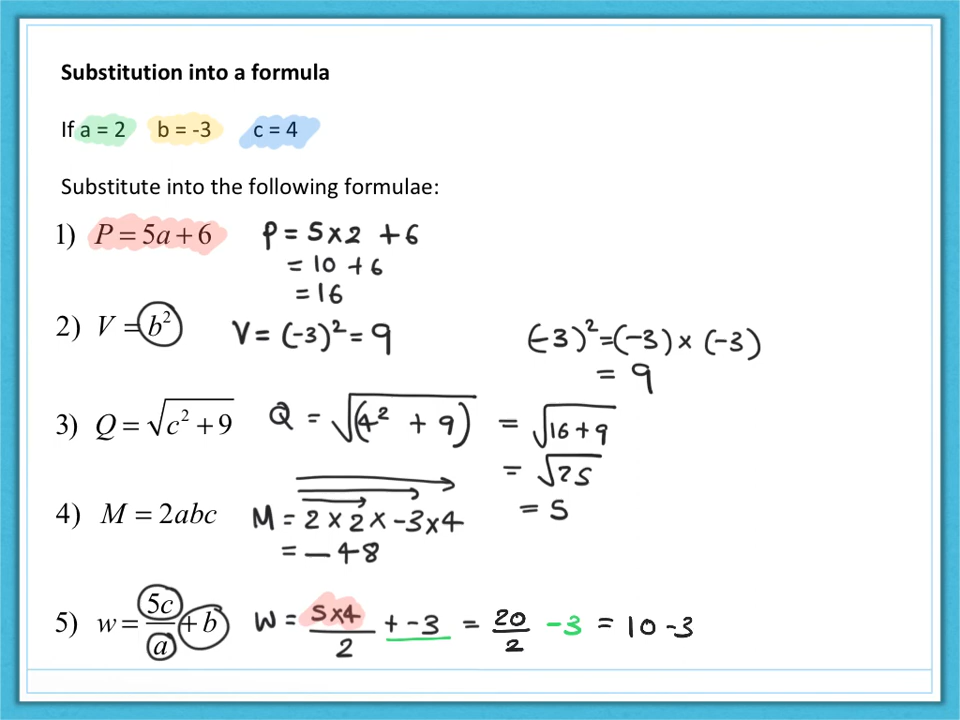 Substitution into a formula
If a = 2 b = -3 c = 4
Substitute into the following formulae:
1) P = 5a + 6 P = 5 × 2 + 6
= 10 + 6
= 16
2) V = b² V = (-3)² = 9 (-3)² = (-3) × (-3)
= 9
3) Q = √(c² + 9) Q = √(4² + 9) = √(16 + 9)
= √25
= 5
4) M = 2abc M = 2 × 2 × -3 × 4
= -48
5) w = 5c/a + b W = 5×4/2 + -3 = 20/2 -3 = 10 - 3